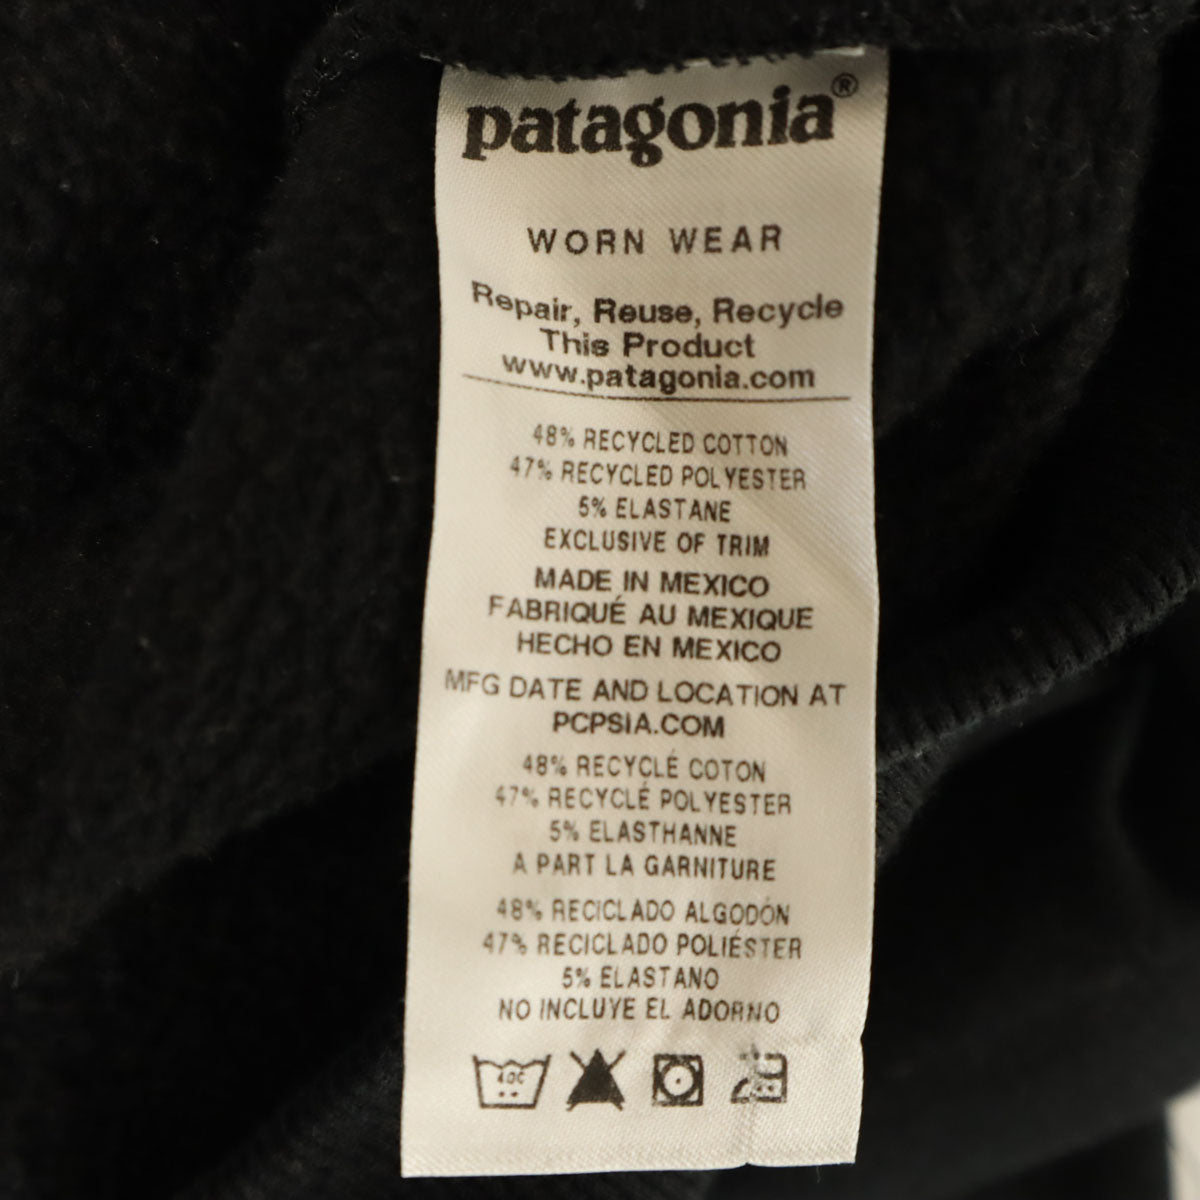 patagonia®
WORN WEAR
Repair, Reuse, Recycle
This Product
www.patagonia.com
48% RECYCLED COTTON
47% RECYCLED POLYESTER
5% ELASTANE
EXCLUSIVE OF TRIM
MADE IN MEXICO
FABRIQUÉ AU MEXIQUE
HECHO EN MEXICO
MFG DATE AND LOCATION AT
PCPSIA.COM
48% RECYCLÉ COTON
47% RECYCLÉ POLYESTER
5% ELASTHANNE
A PART LA GARNITURE
48% RECICLADO ALGODÓN
47% RECICLADO POLIÉSTER
5% ELASTANO
NO INCLUYE EL ADORNO
40C